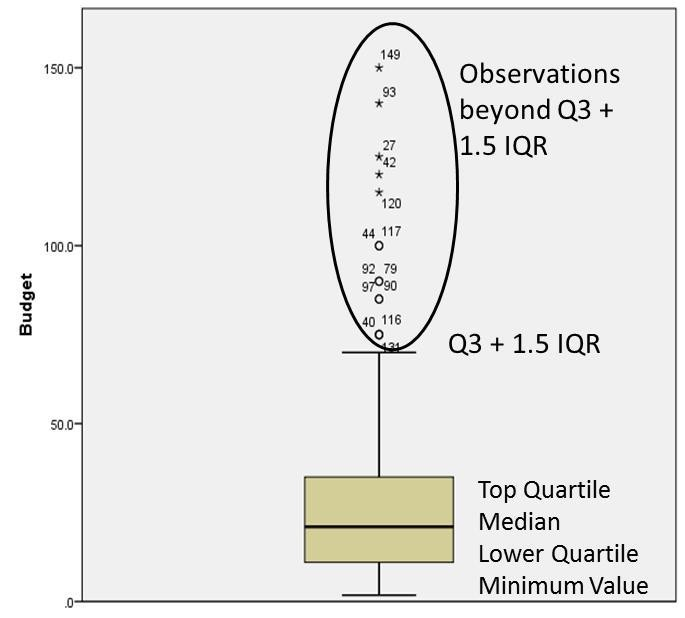 149
150.0
Observations
93
beyond Q3 +
27
1.5 IQR
42
120
44 117
100.0
92 79
97 90
Budget
40 116
131
Q3 + 1.5 IQR
50.0
Top Quartile
Median
Lower Quartile
Minimum Value
.0